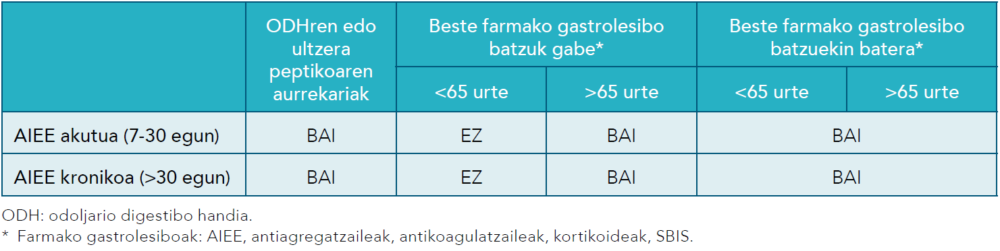 ODHren edo
ultzera
peptikoaren
aurrekariak
Beste farmako gastrolesibo
batzuk gabe*
Beste farmako gastrolesibo
batzuekin batera*
<65 urte
>65 urte
<65 urte
>65 urte
AIEE akutua (7-30 egun)
BAI
EZ
BAI
BAI
AIEE kronikoa (>30 egun)
BAI
EZ
BAI
BAI
ODH: odoljario digestibo handia.
* Farmako gastrolesiboak: AIEE, antiagregatzaileak, antikoagulatzaileak, kortikoideak, SBIS.